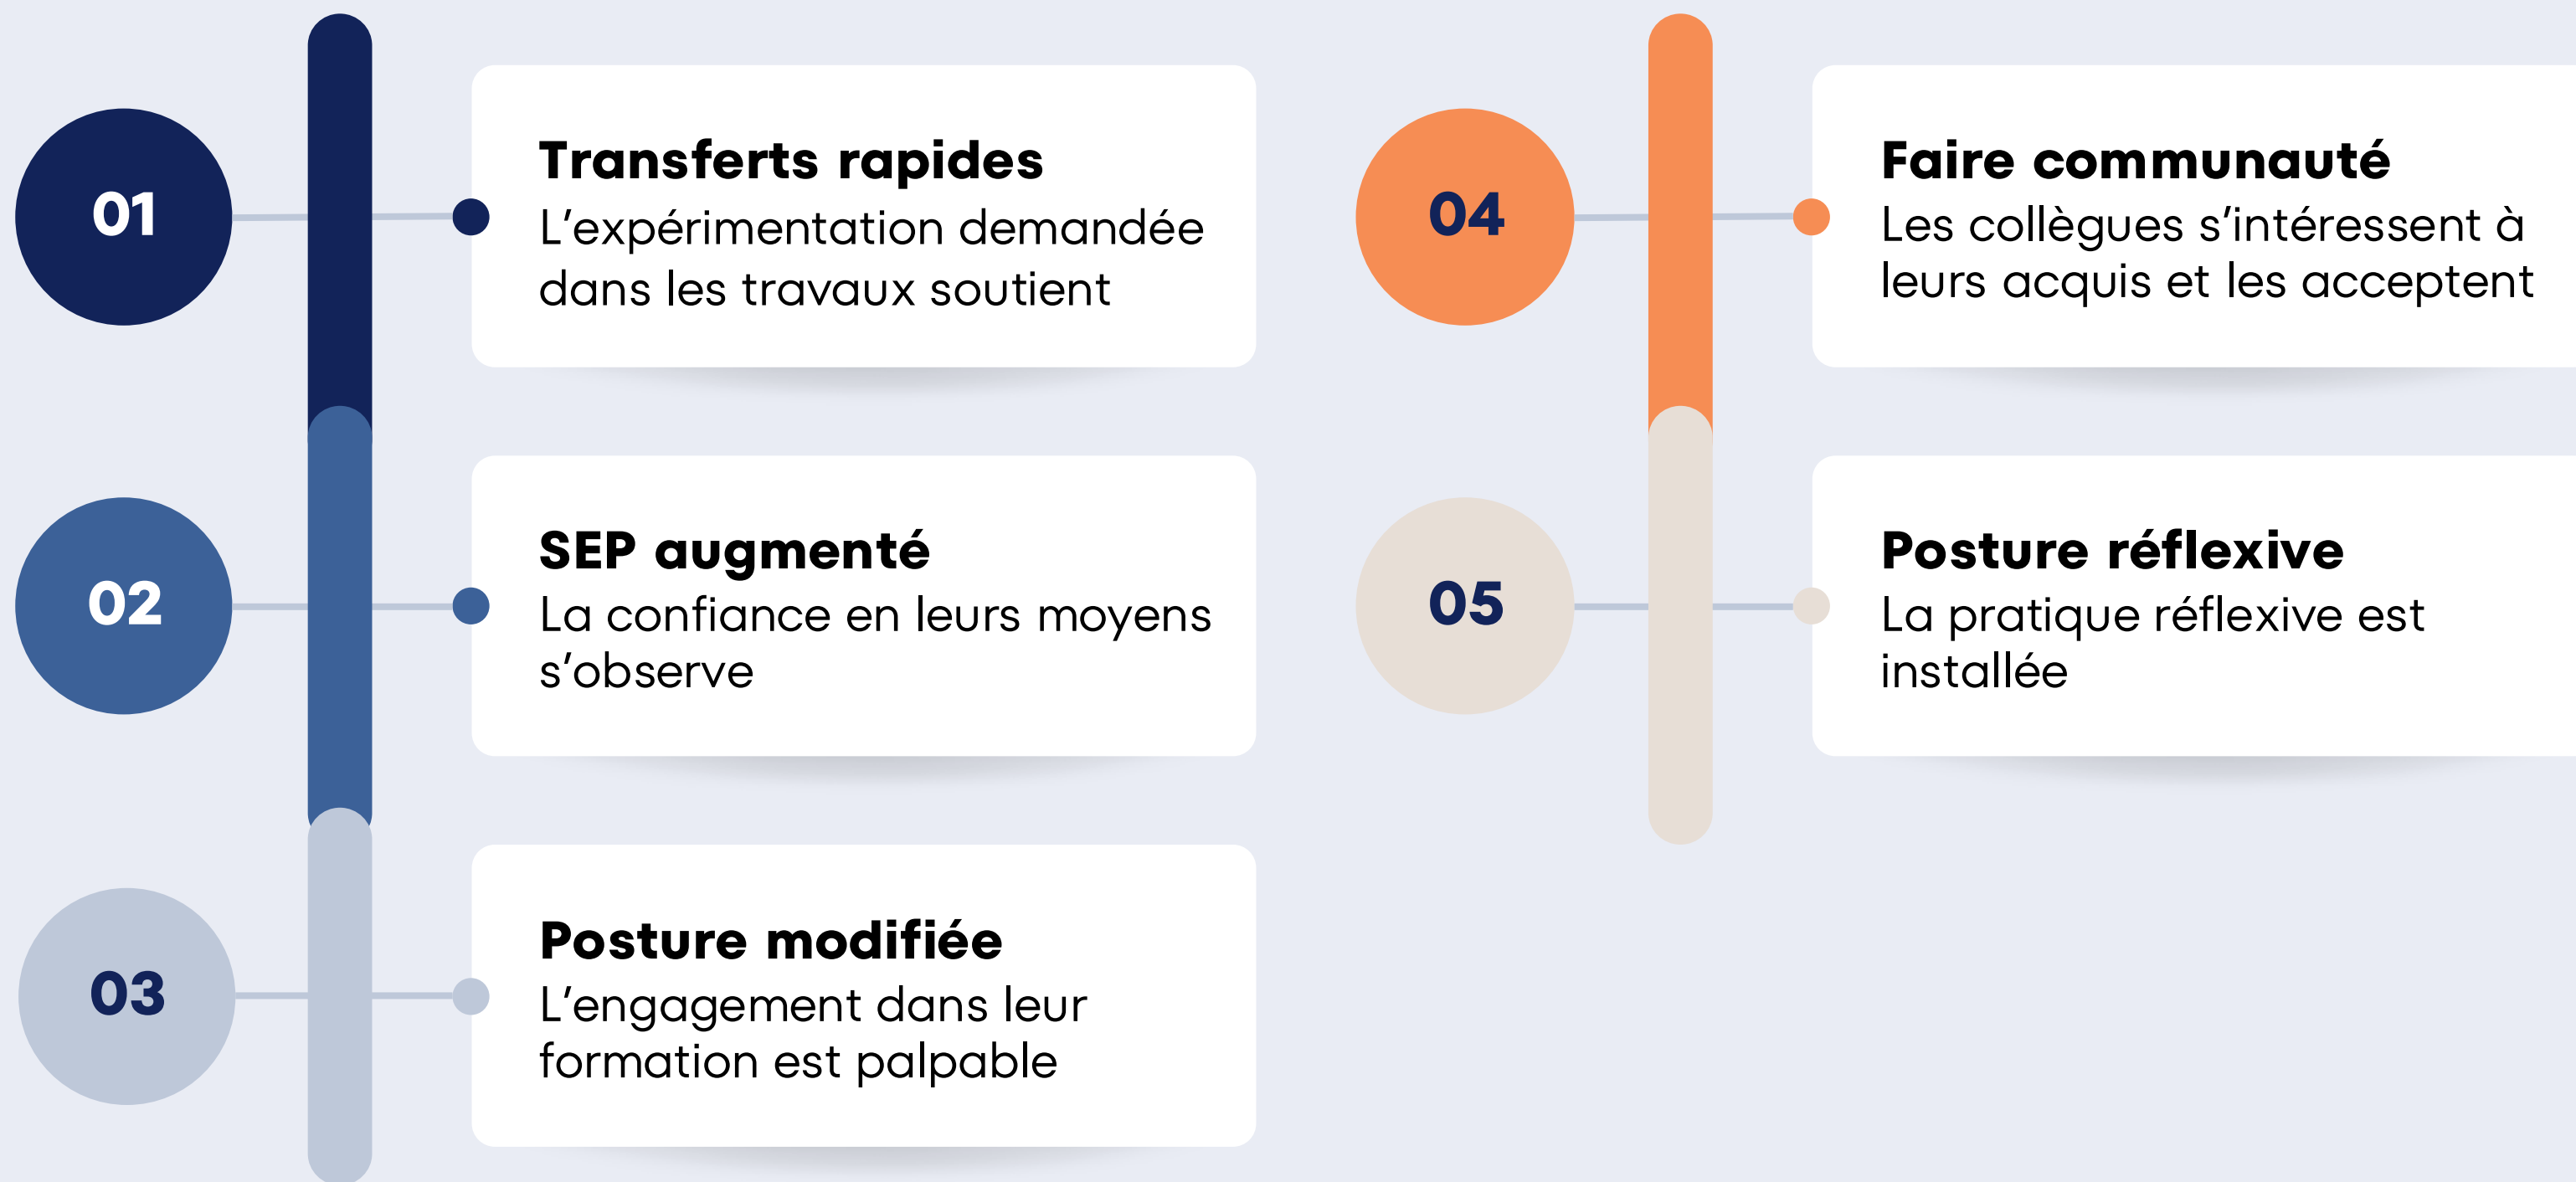 01
Transferts rapides
L’expérimentation demandée
dans les travaux soutient
02
SEP augmenté
La confiance en leurs moyens
s’observe
03
Posture modifiée
L’engagement dans leur
formation est palpable
04
Faire communauté
Les collègues s’intéressent à
leurs acquis et les acceptent
05
Posture réflexive
La pratique réflexive est
installée